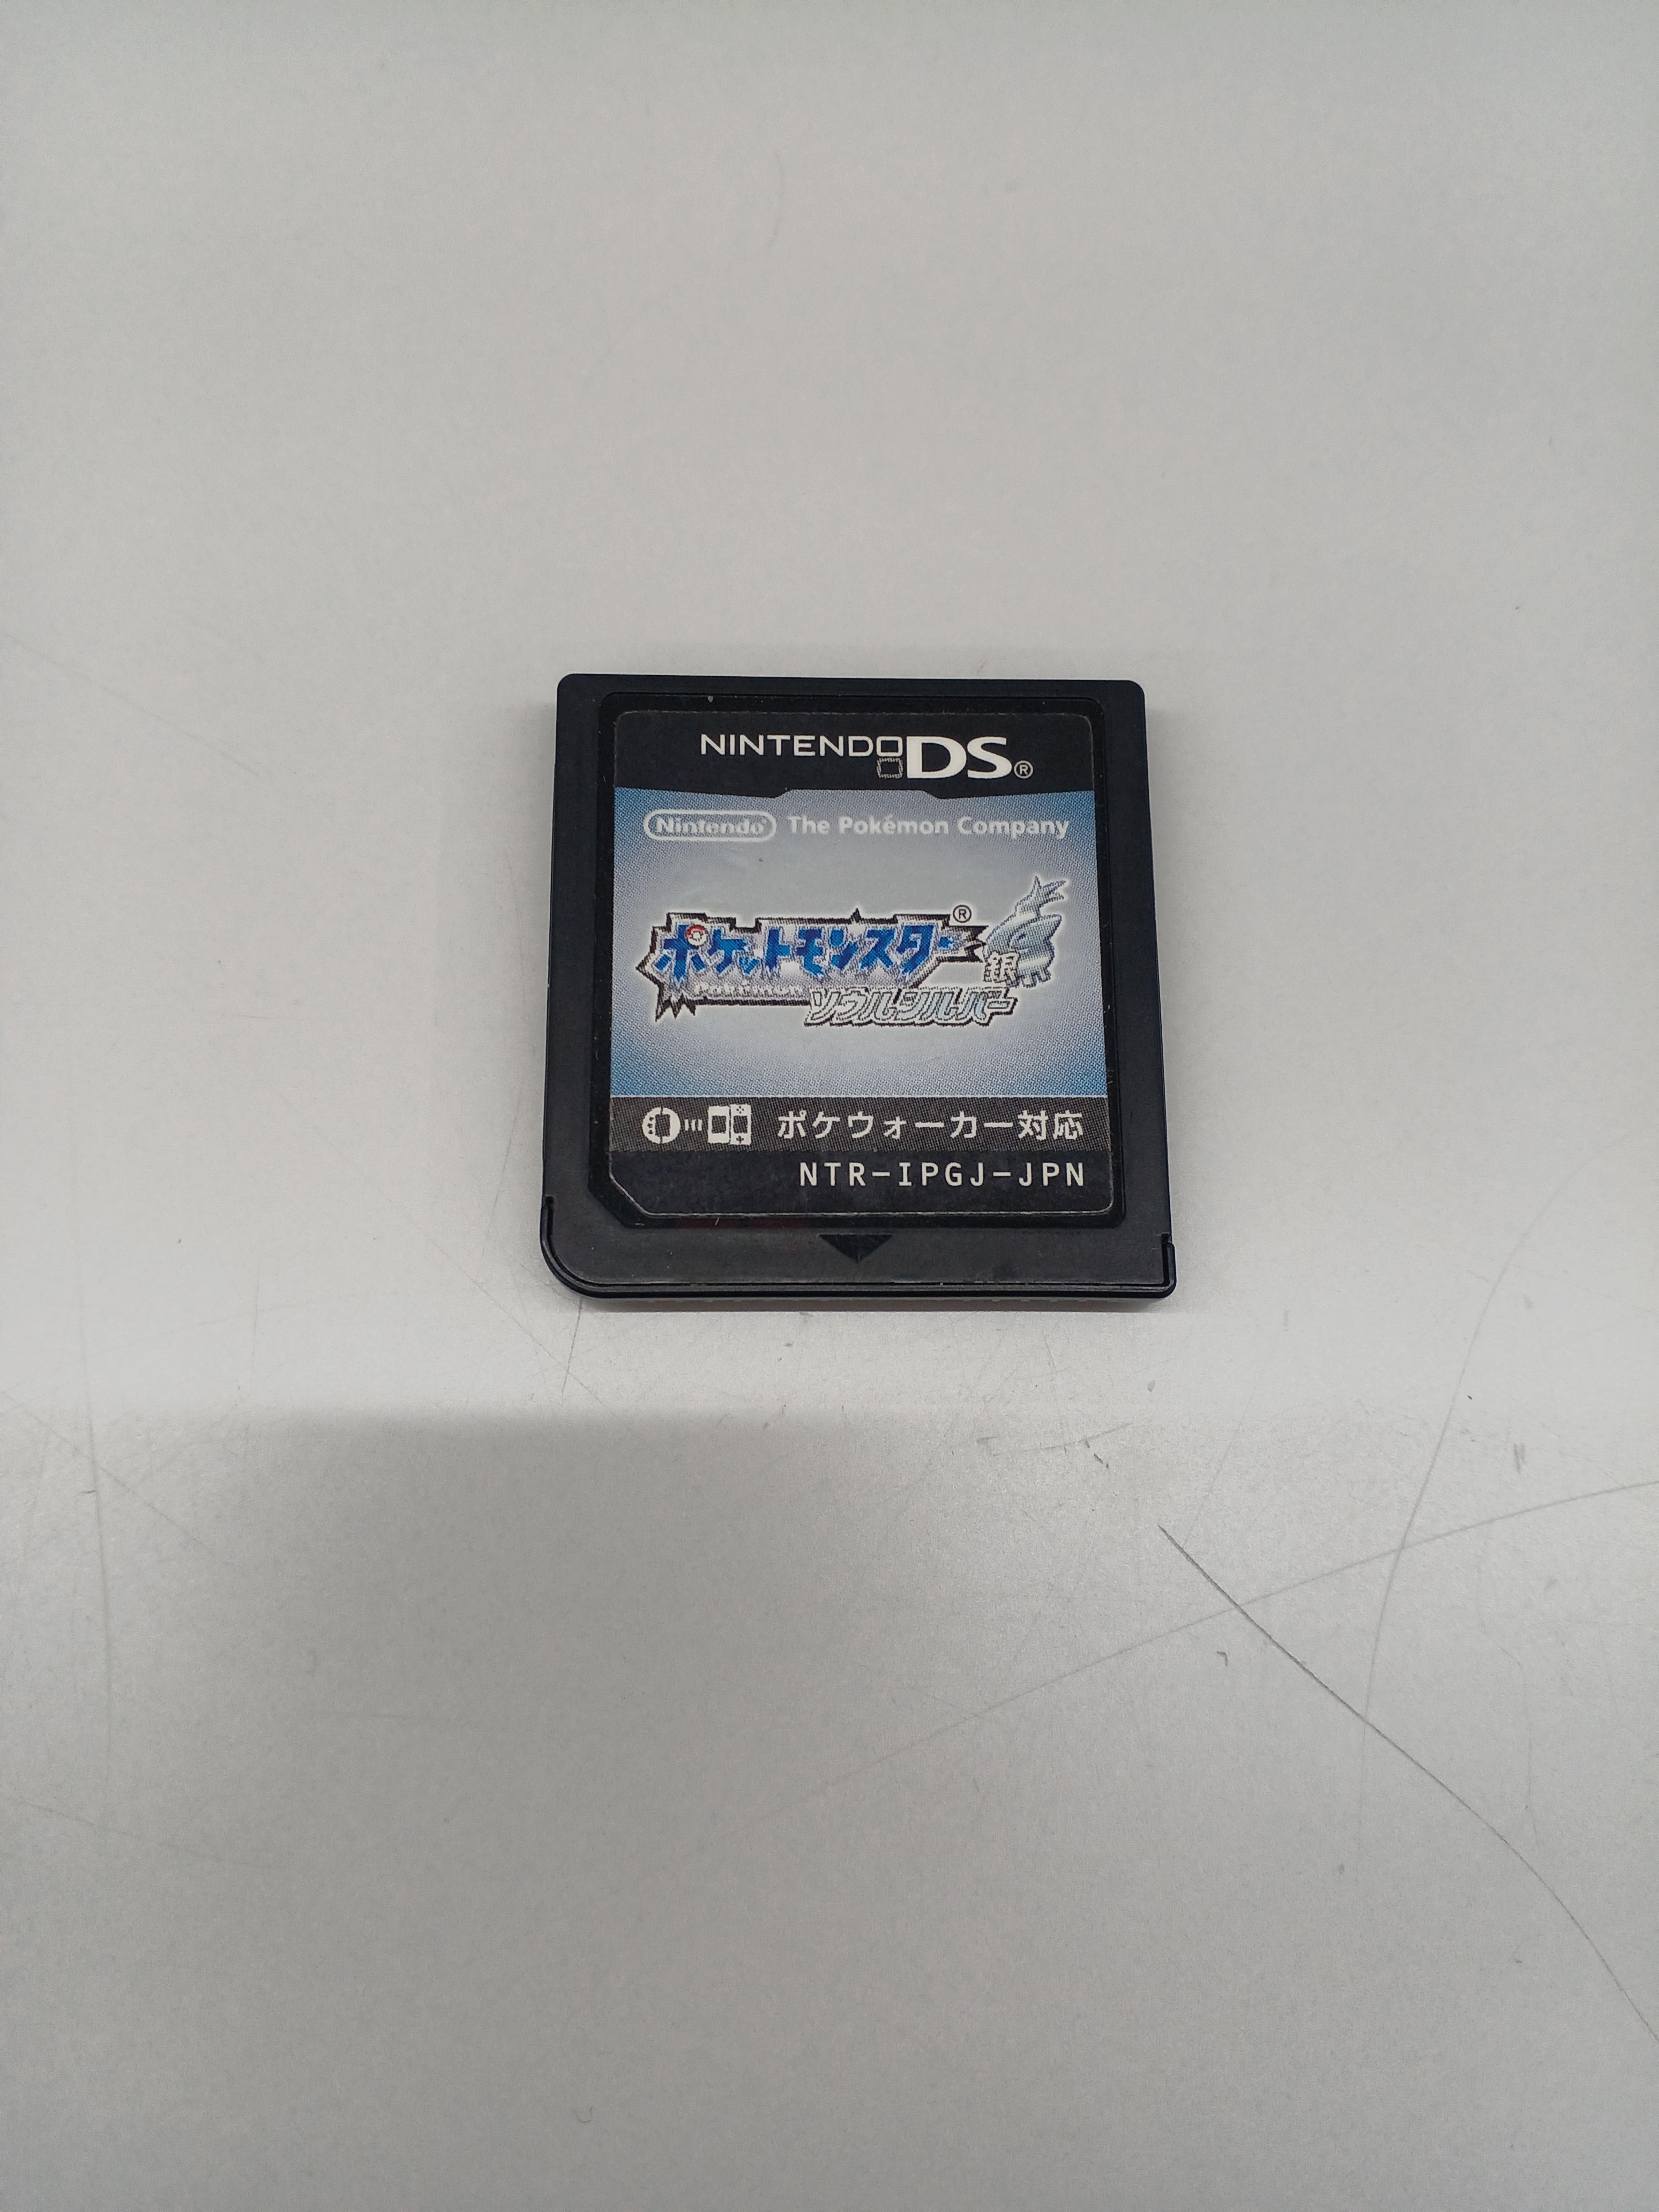 NINTENDO DS®
Nintendo® The Pokémon Company
ポケットモンスター®
Pokémon
銀
ソウルシルバー
ポケウォーカー対応
NTR-IPGJ-JPN